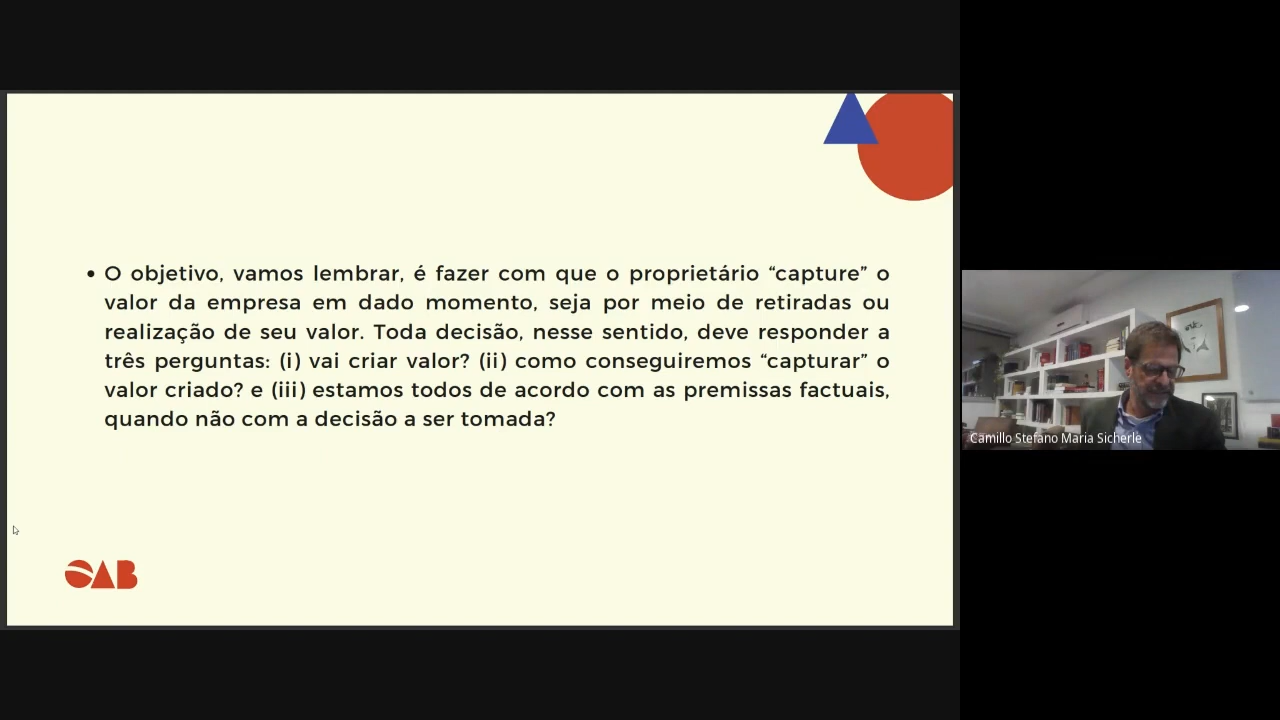 • O objetivo, vamos lembrar, é fazer com que o proprietário “capture” o
valor da empresa em dado momento, seja por meio de retiradas ou
realização de seu valor. Toda decisão, nesse sentido, deve responder a
três perguntas: (i) vai criar valor? (ii) como conseguiremos “capturar” o
valor criado? e (iii) estamos todos de acordo com as premissas factuais,
quando não com a decisão a ser tomada?
OAB
Camillo Stefano Maria Sicherle